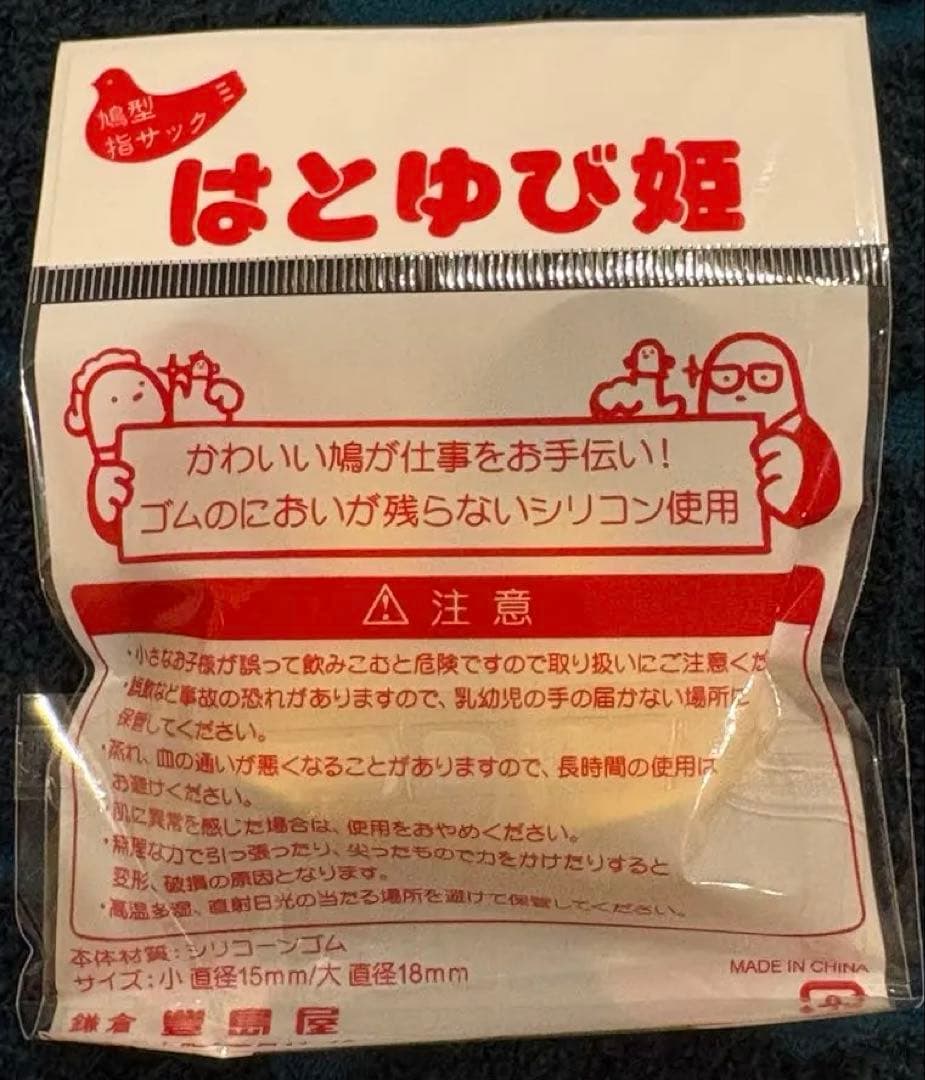 鳩型
指サック
はとゆび姫
かわいい鳩が仕事をお手伝い!
ゴムのにおいが残らないシリコン使用
⚠ 注意
・小さなお子様が誤って飲みこむと危険ですので取り扱いにご注意くだ
・誤飲など事故の恐れがありますので、乳幼児の手の届かない場所に
保管してください。
・蒸れ、血の通いが悪くなることがありますので、長時間の使用は
お避けください。
・肌に異常を感じた場合は、使用をおやめください。
・無理な力で引っ張ったり、尖ったもので力をかけたりすると
変形、破損の原因となります。
・高温多湿、直射日光の当たる場所を避けて保管してください。
本体材質:シリコーンゴム
サイズ:小 直径15mm/大 直径18mm
MADE IN CHINA
鎌倉 豊島屋